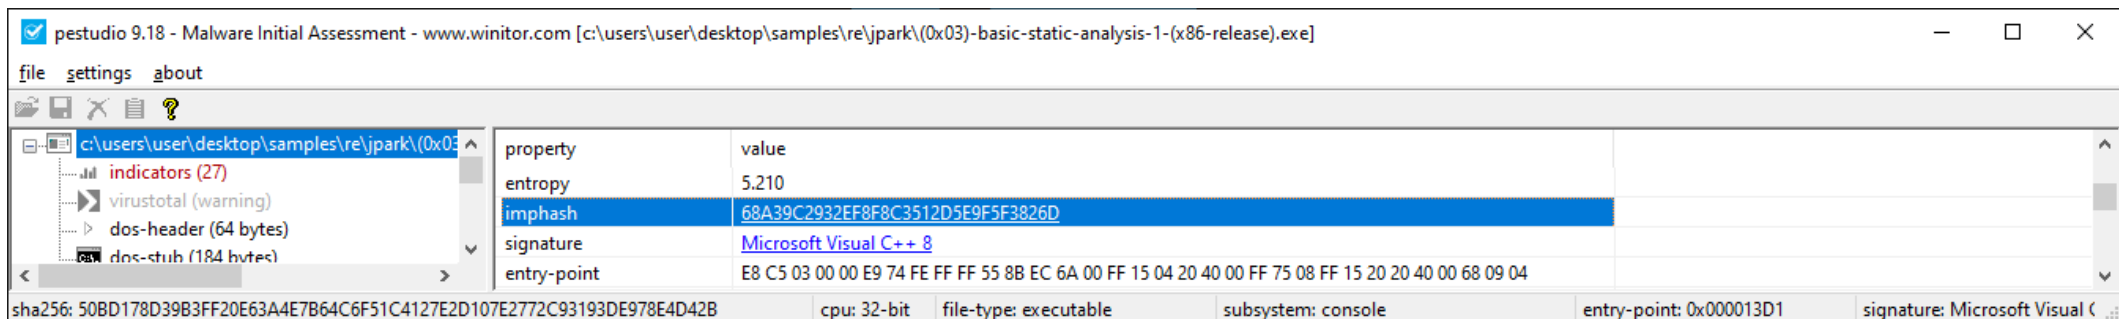 pestudio 9.18 - Malware Initial Assessment - www.winitor.com [c:\users\user\desktop\samples\re\jpark\(0x03)-basic-static-analysis-1-(x86-release).exe]
file settings about
c:\users\user\desktop\samples\re\jpark\(0x03
indicators (27)
virustotal (warning)
dos-header (64 bytes)
dos-stub (184 bytes)
property value
entropy 5.210
imphash 68A39C2932EF8F8C3512D5E9F5F3826D
signature Microsoft Visual C++ 8
entry-point E8 C5 03 00 00 E9 74 FE FF FF 55 8B EC 6A 00 FF 15 04 20 40 00 FF 75 08 FF 15 20 20 40 00 68 09 04
sha256: 50BD178D39B3FF20E63A4E7B64C6F51C4127E2D107E2772C93193DE978E4D42B cpu: 32-bit file-type: executable subsystem: console entry-point: 0x000013D1 signature: Microsoft Visual (